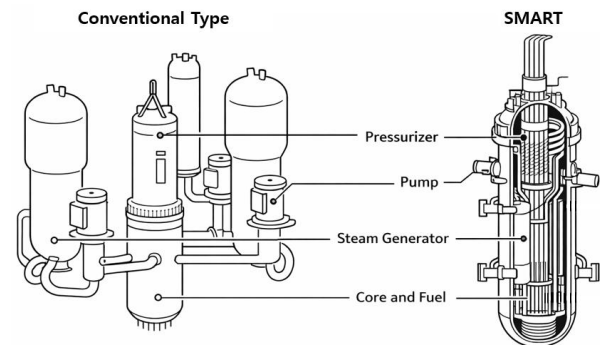 Conventional Type
SMART
Pressurizer
Pump
Steam Generator
Core and Fuel